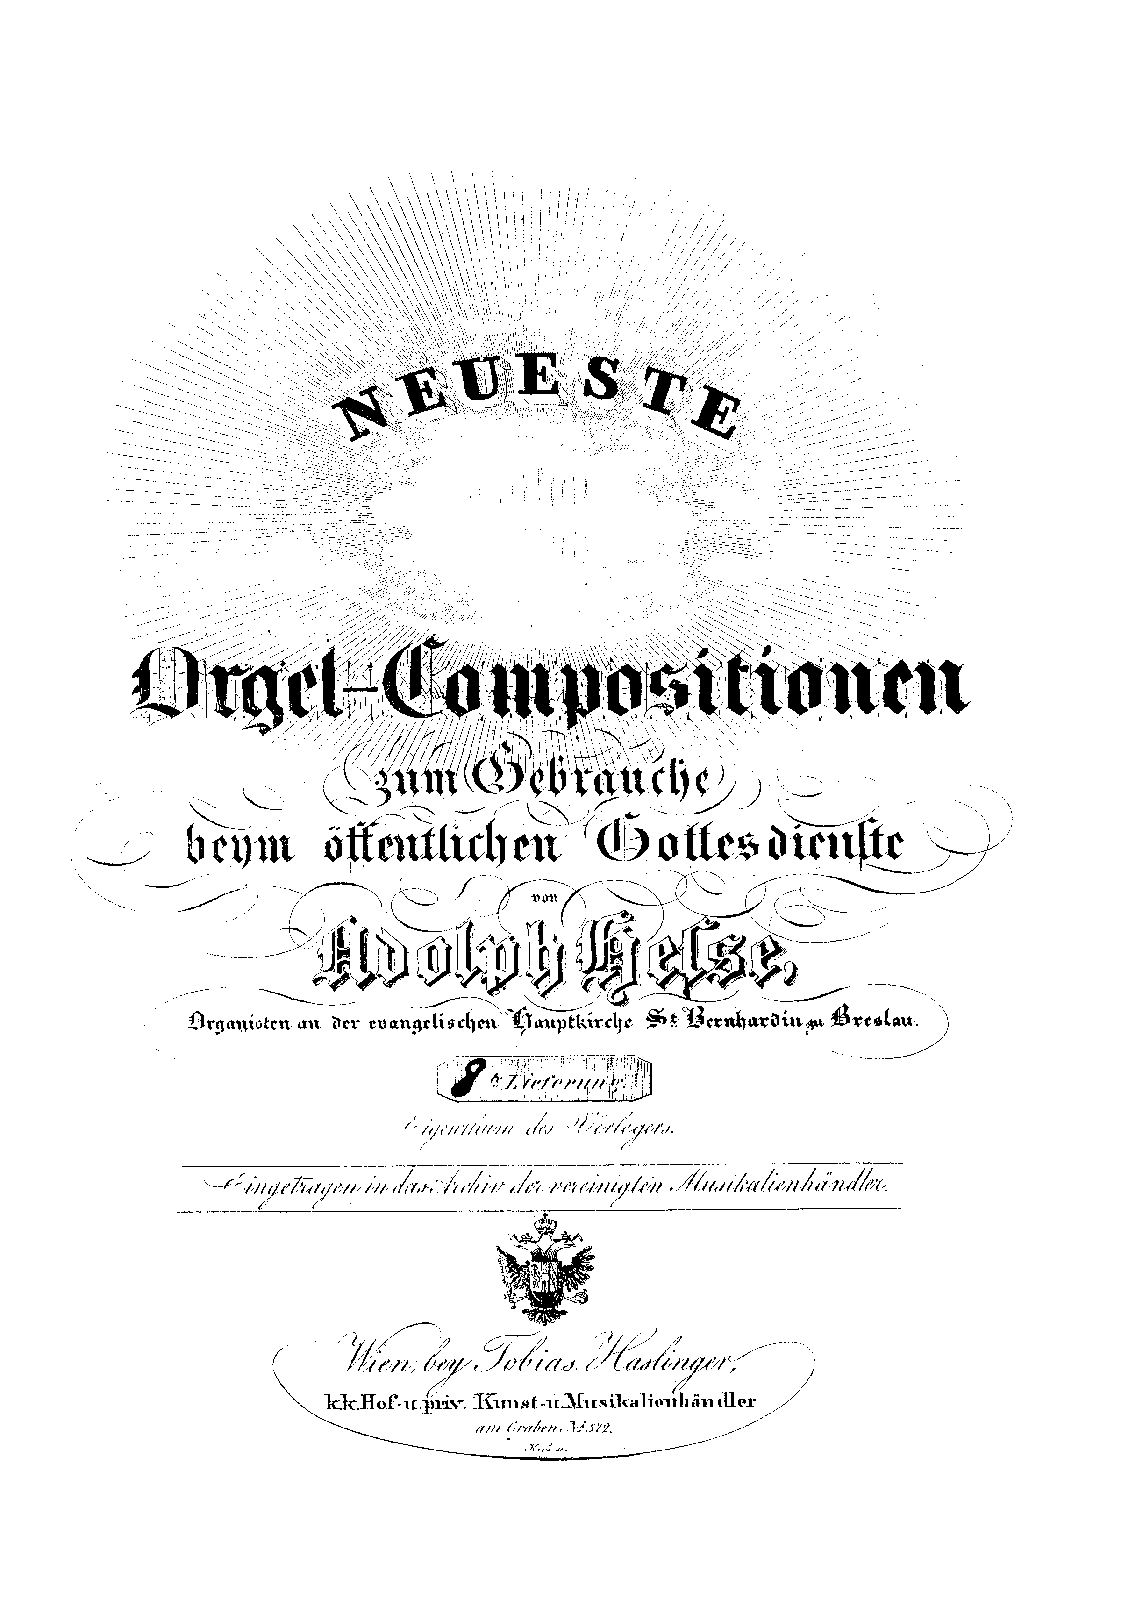 NEUESTE
Orgel-Compositionen
zum Gebrauche
beym öffentlichen Gottesdienste
von
Adolph Hesse,
Organisten an der evangelischen Hauptkirche St. Bernhardin zu Breslau.
8te Lieferung
Eigenthum des Verlegers.
Eingetragen in das Archiv der vereinigten Musikalienhändler.
Wien, bey Tobias Haslinger,
k.k. Hof- u. priv. Kunst- u. Musikalienhändler
am Graben, No. 572.